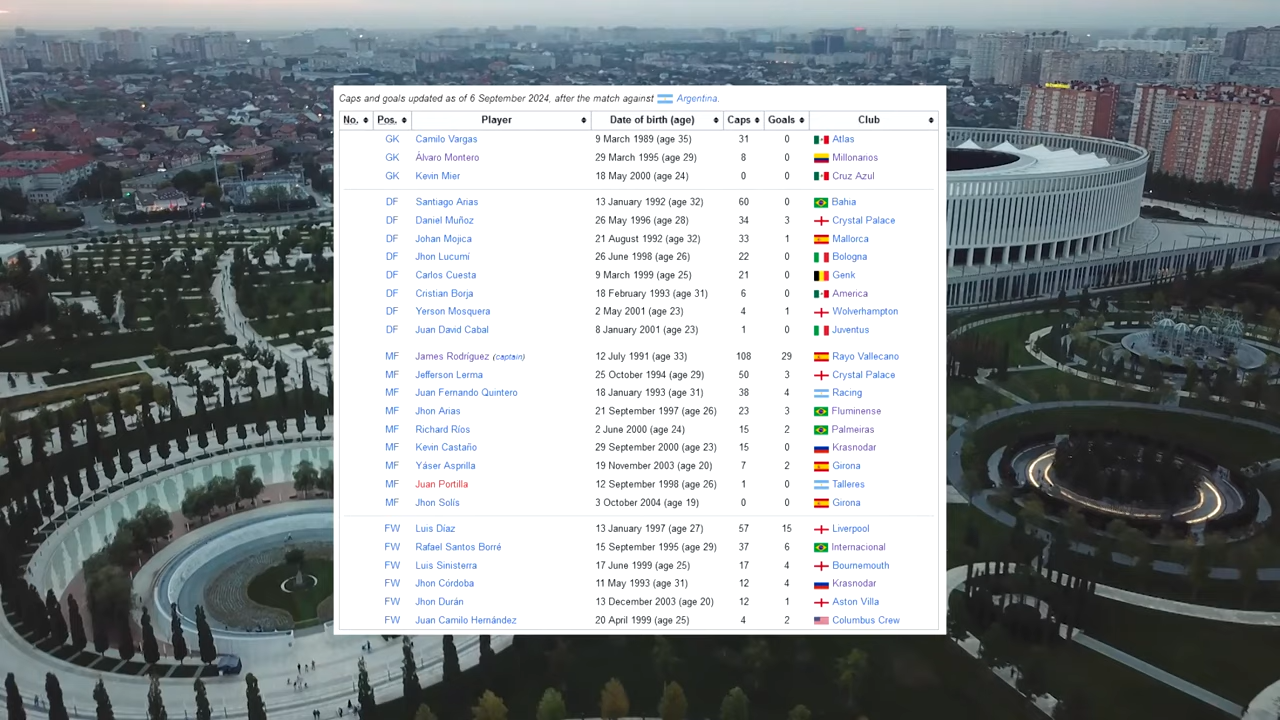 Caps and goals updated as of 6 September 2024, after the match against Argentina.
No. Pos. Player Date of birth (age) Caps Goals Club
GK Camilo Vargas 9 March 1989 (age 35) 31 0 Atlas
GK Álvaro Montero 29 March 1995 (age 29) 8 0 Millonarios
GK Kevin Mier 18 May 2000 (age 24) 0 0 Cruz Azul
DF Santiago Arias 13 January 1992 (age 32) 60 0 Bahia
DF Daniel Muñoz 26 May 1996 (age 28) 34 3 Crystal Palace
DF Johan Mojica 21 August 1992 (age 32) 33 1 Mallorca
DF Jhon Lucumí 26 June 1998 (age 26) 22 0 Bologna
DF Carlos Cuesta 9 March 1999 (age 25) 21 0 Genk
DF Cristian Borja 18 February 1993 (age 31) 6 0 America
DF Yerson Mosquera 2 May 2001 (age 23) 4 1 Wolverhampton
DF Juan David Cabal 8 January 2001 (age 23) 1 0 Juventus
MF James Rodríguez (captain) 12 July 1991 (age 33) 108 29 Rayo Vallecano
MF Jefferson Lerma 25 October 1994 (age 29) 50 3 Crystal Palace
MF Juan Fernando Quintero 18 January 1993 (age 31) 38 4 Racing
MF Jhon Arias 21 September 1997 (age 26) 23 3 Fluminense
MF Richard Ríos 2 June 2000 (age 24) 15 2 Palmeiras
MF Kevin Castaño 29 September 2000 (age 23) 15 0 Krasnodar
MF Yáser Asprilla 19 November 2003 (age 20) 7 2 Girona
MF Juan Portilla 12 September 1998 (age 26) 1 0 Talleres
MF Jhon Solís 3 October 2004 (age 19) 0 0 Girona
FW Luis Díaz 13 January 1997 (age 27) 57 15 Liverpool
FW Rafael Santos Borré 15 September 1995 (age 29) 37 6 Internacional
FW Luis Sinisterra 17 June 1999 (age 25) 17 4 Bournemouth
FW Jhon Córdoba 11 May 1993 (age 31) 12 4 Krasnodar
FW Jhon Durán 13 December 2003 (age 20) 12 1 Aston Villa
FW Juan Camilo Hernández 20 April 1999 (age 25) 4 2 Columbus Crew